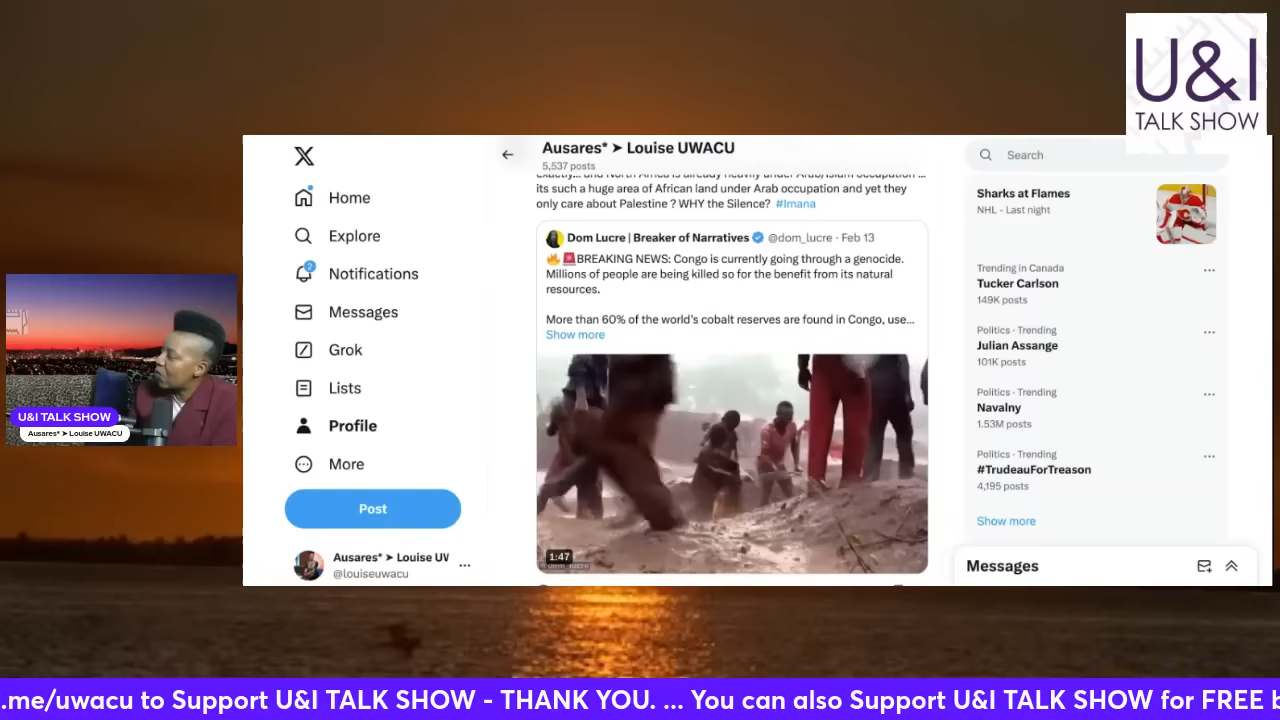 U&I
TALK SHOW
Ausares* ➤ Louise UWACU
5,537 posts
Search
exactly... and North Africa is already heavily under Arab/Islam occupation ...
its such a huge area of African land under Arab occupation and yet they
only care about Palestine ? WHY the Silence? #Imana
Dom Lucre | Breaker of Narratives @dom_lucre · Feb 13
🔥🚨BREAKING NEWS: Congo is currently going through a genocide.
Millions of people are being killed so for the benefit from its natural
resources.
More than 60% of the world's cobalt reserves are found in Congo, use...
Show more
1:47
Home
Explore
2
Notifications
Messages
Grok
Lists
Profile
More
Post
Ausares* ➤ Louise UW
@louiseuwacu
Sharks at Flames
NHL · Last night
Trending in Canada
Tucker Carlson
149K posts
Politics · Trending
Julian Assange
101K posts
Politics · Trending
Navalny
1.53M posts
Politics · Trending
#TrudeauForTreason
4,195 posts
Show more
Messages
U&I TALK SHOW
Ausares* ➤ Louise UWACU
.me/uwacu to Support U&I TALK SHOW - THANK YOU. ... You can also Support U&I TALK SHOW for FREE b